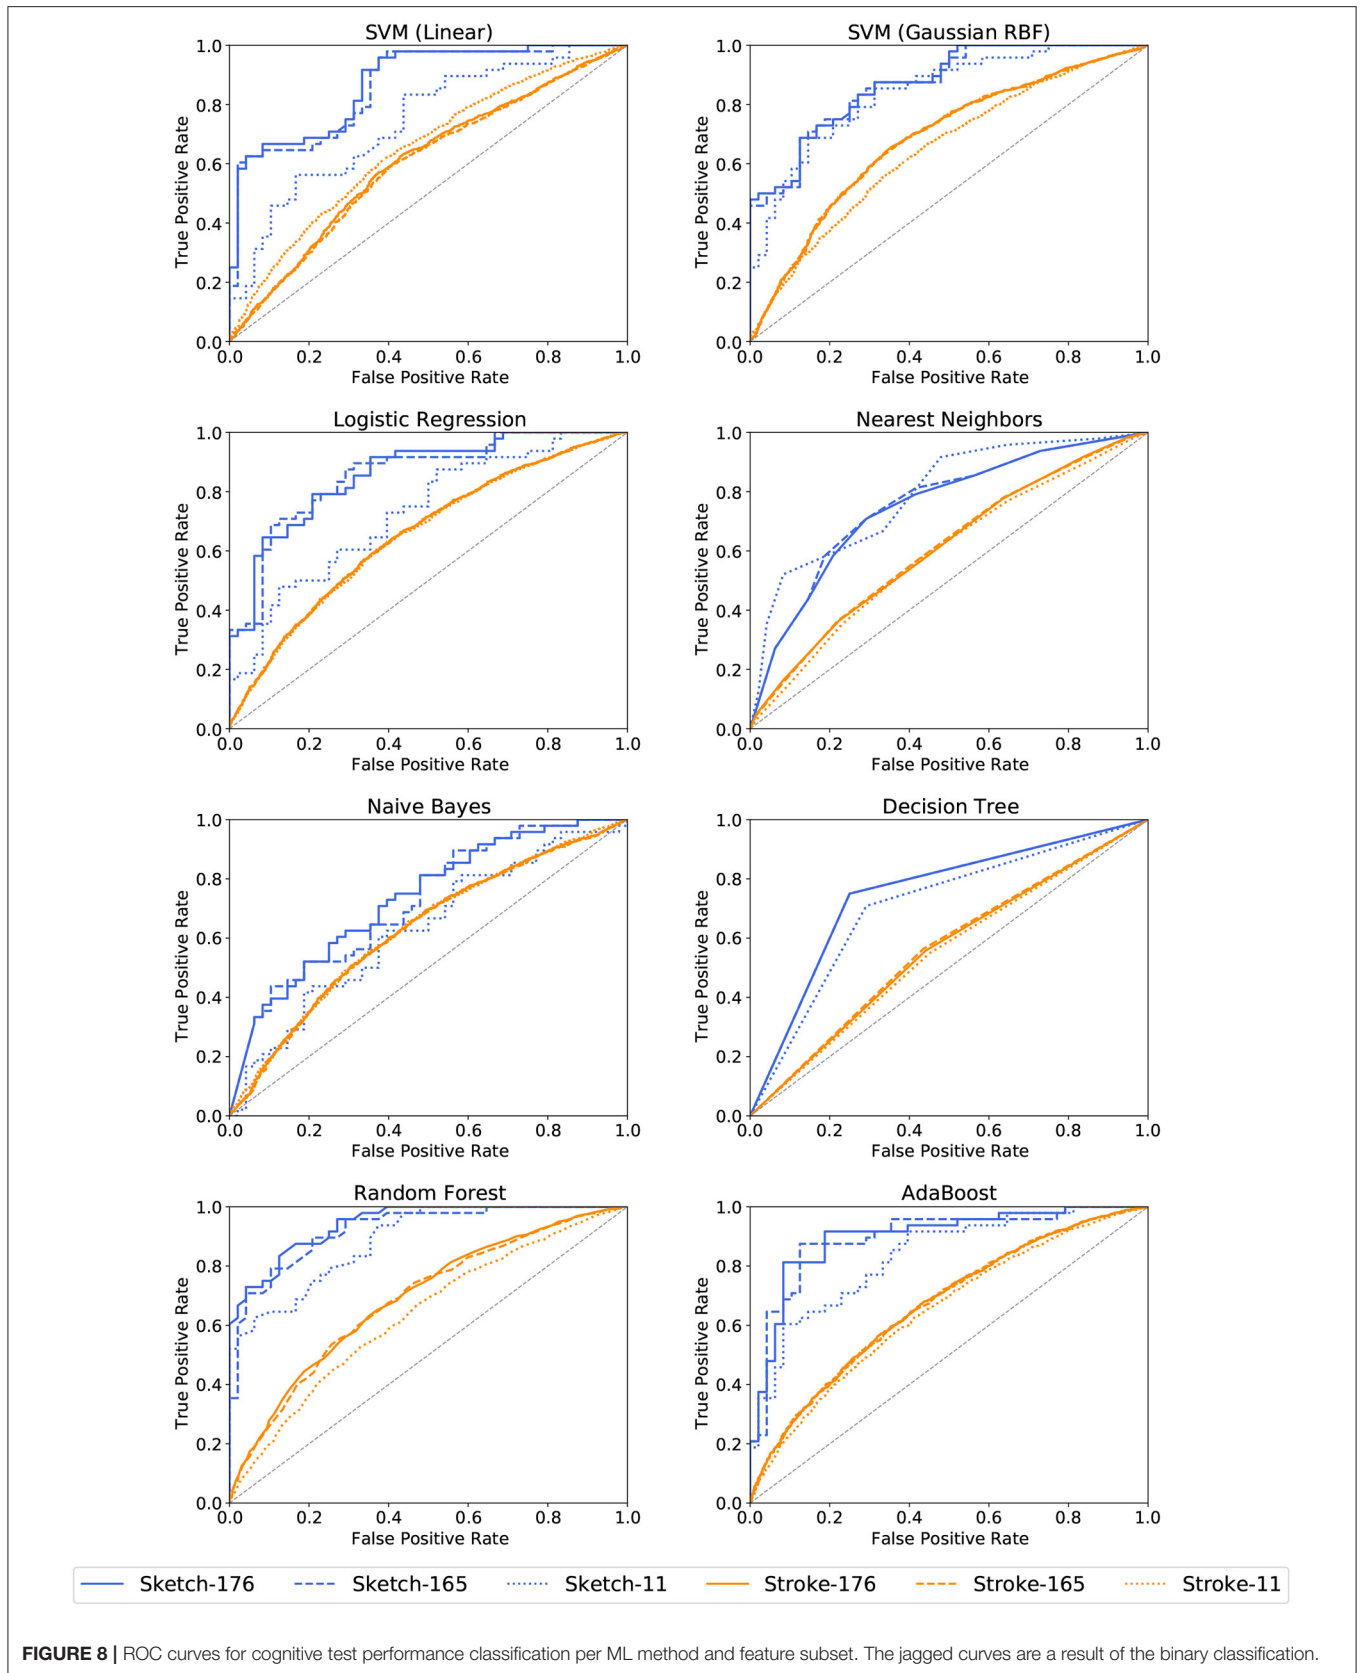 SVM (Linear)
1.0
0.8
0.6
0.4
0.2
0.0
True Positive Rate
0.0 0.2 0.4 0.6 0.8 1.0
False Positive Rate
SVM (Gaussian RBF)
1.0
0.8
0.6
0.4
0.2
0.0
True Positive Rate
0.0 0.2 0.4 0.6 0.8 1.0
False Positive Rate
Logistic Regression
1.0
0.8
0.6
0.4
0.2
0.0
True Positive Rate
0.0 0.2 0.4 0.6 0.8 1.0
False Positive Rate
Nearest Neighbors
1.0
0.8
0.6
0.4
0.2
0.0
True Positive Rate
0.0 0.2 0.4 0.6 0.8 1.0
False Positive Rate
Naive Bayes
1.0
0.8
0.6
0.4
0.2
0.0
True Positive Rate
0.0 0.2 0.4 0.6 0.8 1.0
False Positive Rate
Decision Tree
1.0
0.8
0.6
0.4
0.2
0.0
True Positive Rate
0.0 0.2 0.4 0.6 0.8 1.0
False Positive Rate
Random Forest
1.0
0.8
0.6
0.4
0.2
0.0
True Positive Rate
0.0 0.2 0.4 0.6 0.8 1.0
False Positive Rate
AdaBoost
1.0
0.8
0.6
0.4
0.2
0.0
True Positive Rate
0.0 0.2 0.4 0.6 0.8 1.0
False Positive Rate
Sketch-176 Sketch-165 Sketch-11 Stroke-176 Stroke-165 Stroke-11
FIGURE 8 | ROC curves for cognitive test performance classification per ML method and feature subset. The jagged curves are a result of the binary classification.